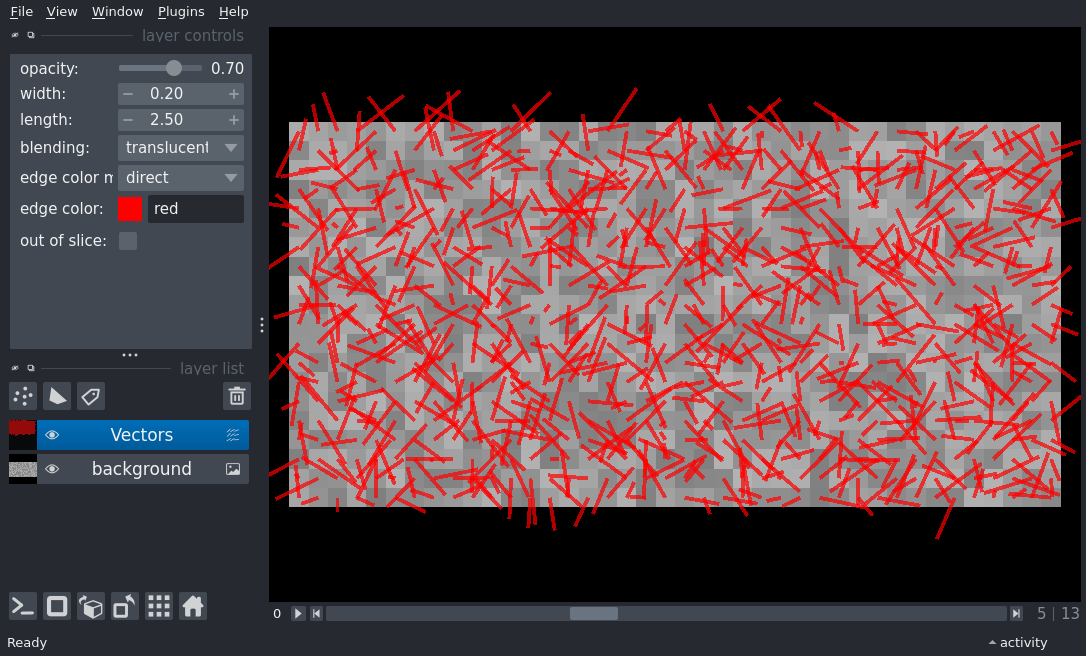 File View Window Plugins Help
layer controls
opacity: 0.70
width: − 0.20 +
length: − 2.50 +
blending: translucent
edge color m direct
edge color: red
out of slice:
layer list
Vectors
background
0 5 | 13
Ready activity